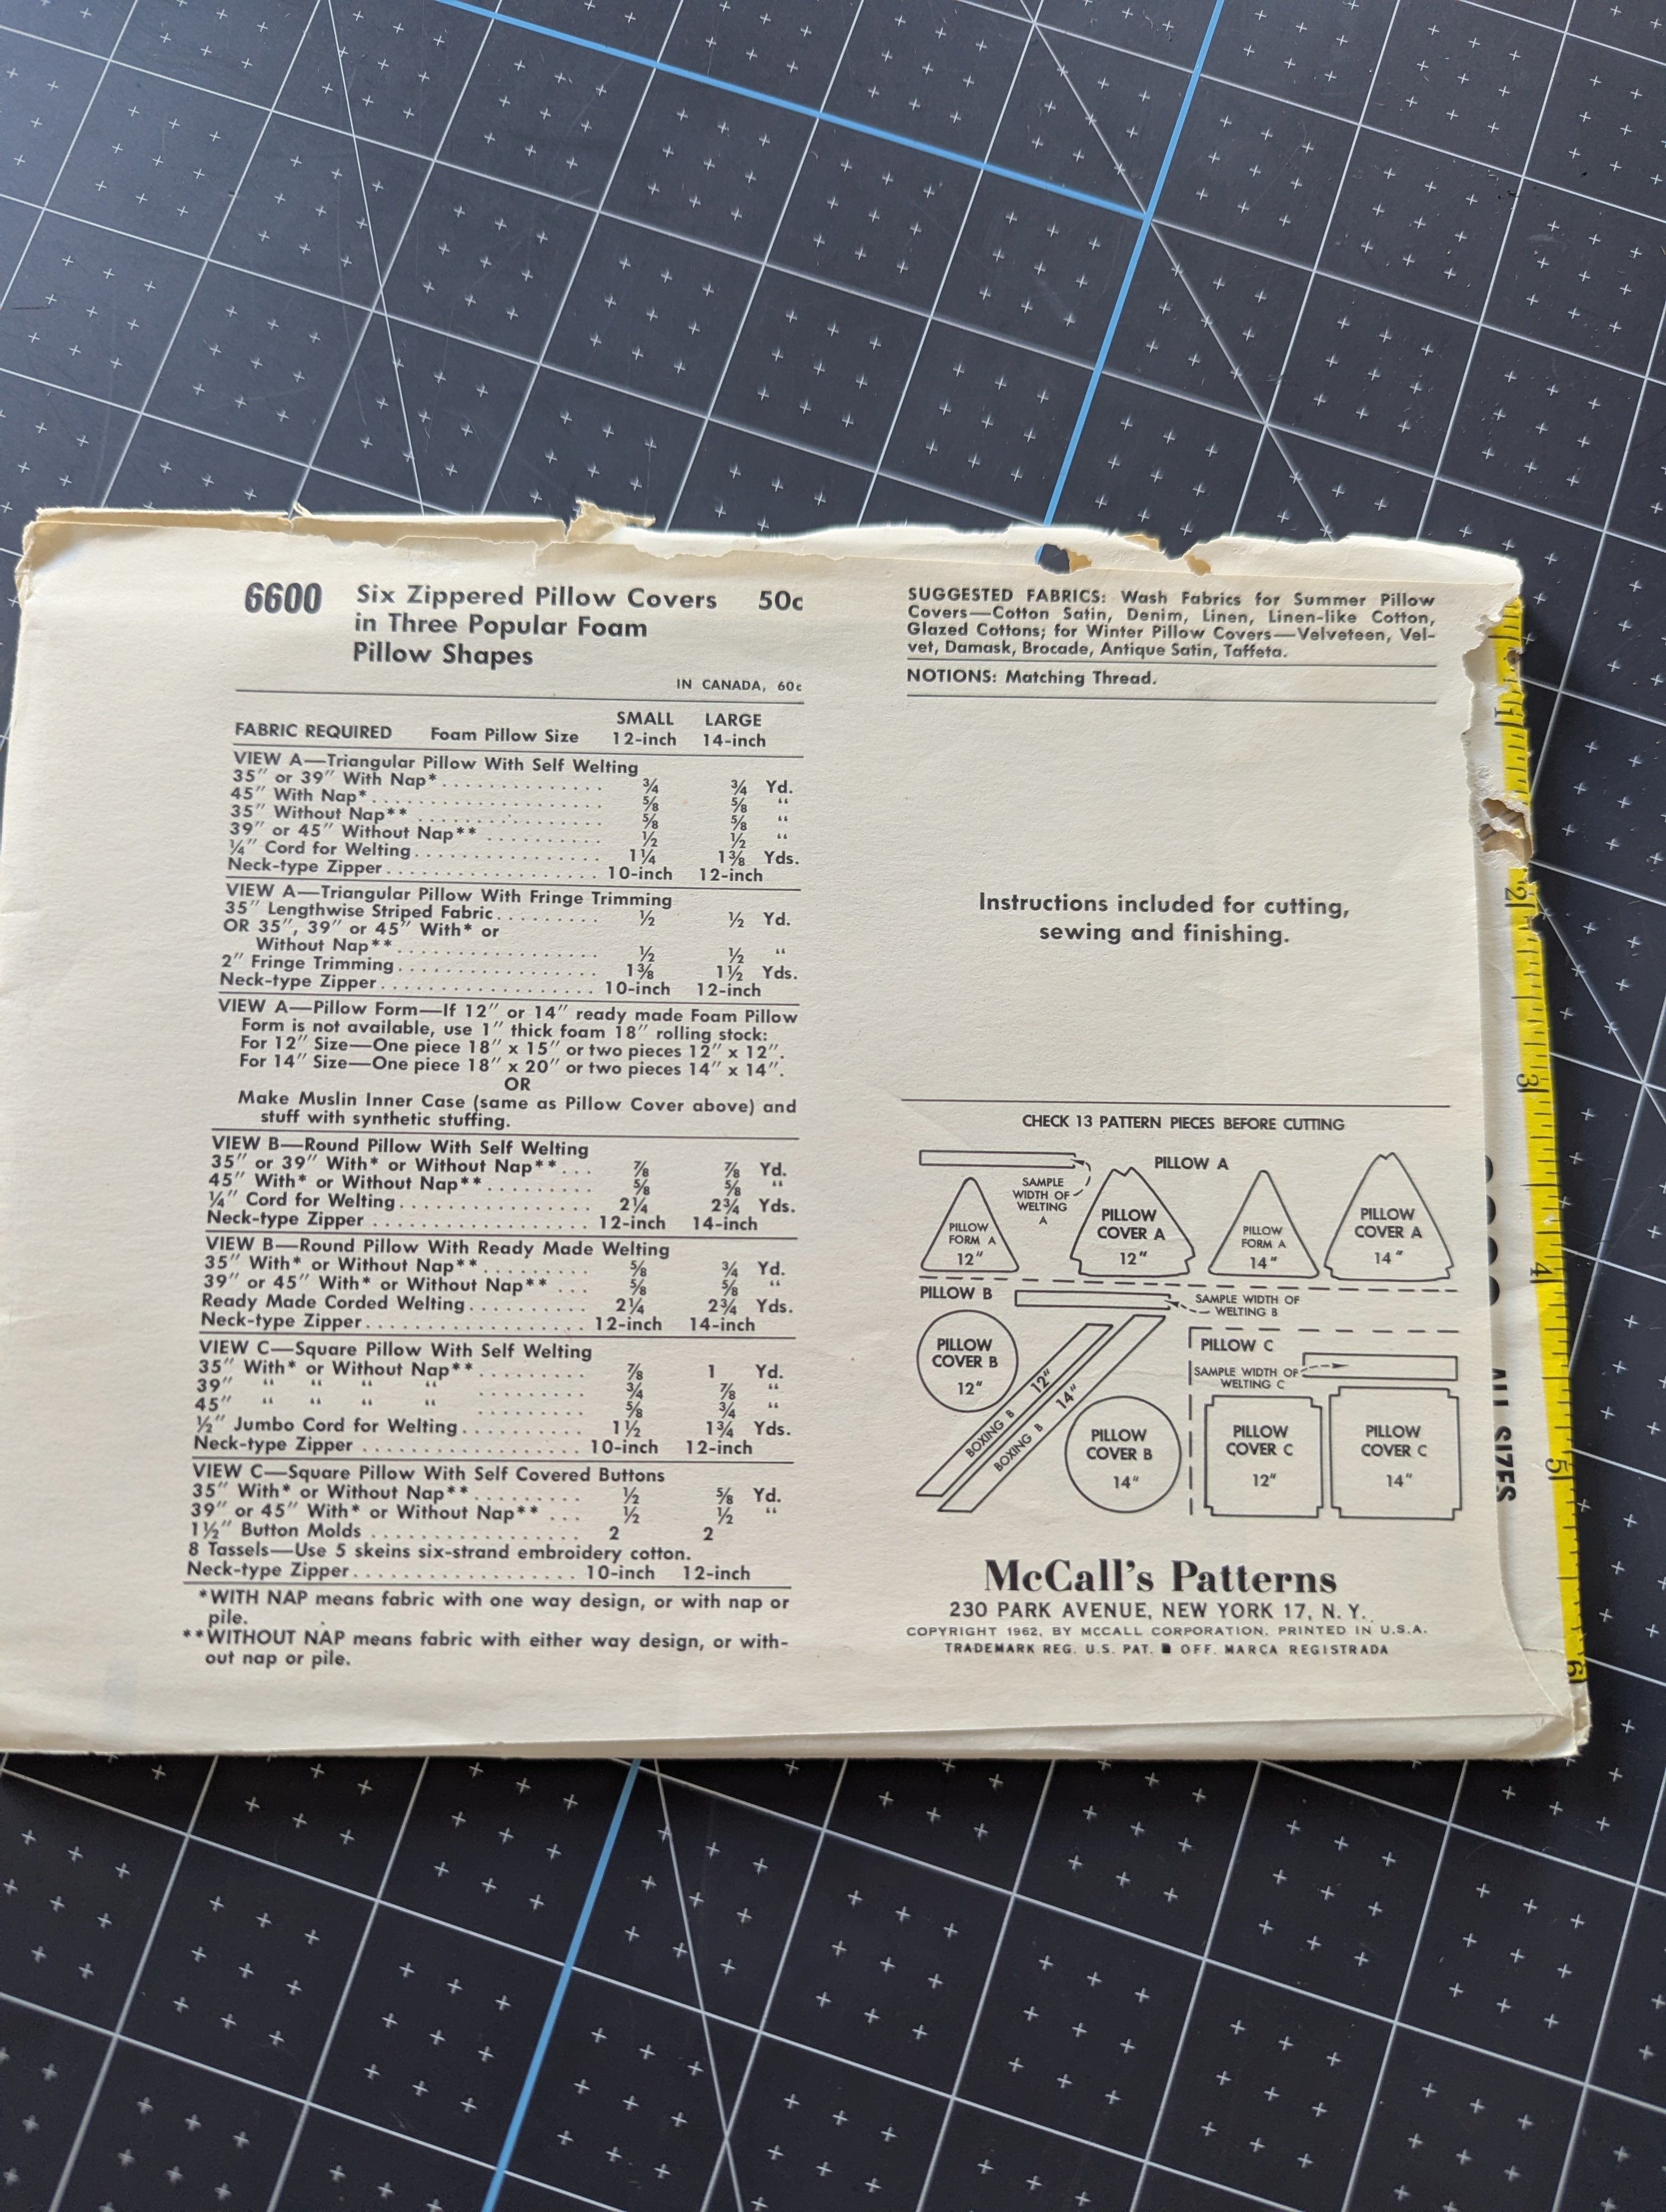 6600 Six Zippered Pillow Covers 50c
in Three Popular Foam
Pillow Shapes
IN CANADA, 60c
SMALL LARGE
FABRIC REQUIRED Foam Pillow Size 12-inch 14-inch
VIEW A—Triangular Pillow With Self Welting
35″ or 39″ With Nap* ............... ¾ ¾ Yd.
45″ With Nap* ............... ⅝ ⅝ “
35″ Without Nap** ............... ⅝ ⅝ “
39″ or 45″ Without Nap** ............... ½ ½ “
¼″ Cord for Welting ............... 1¼ 1⅜ Yds.
Neck-type Zipper ............... 10-inch 12-inch
VIEW A—Triangular Pillow With Fringe Trimming
35″ Lengthwise Striped Fabric ......... ½ ½ Yd.
OR 35″, 39″ or 45″ With* or
Without Nap** ............... ½ ½ “
2″ Fringe Trimming ............... 1⅜ 1½ Yds.
Neck-type Zipper ............... 10-inch 12-inch
VIEW A—Pillow Form—If 12″ or 14″ ready made Foam Pillow
Form is not available, use 1″ thick foam 18″ rolling stock:
For 12″ Size—One piece 18″ x 15″ or two pieces 12″ x 12″.
For 14″ Size—One piece 18″ x 20″ or two pieces 14″ x 14″.
OR
Make Muslin Inner Case (same as Pillow Cover above) and
stuff with synthetic stuffing.
VIEW B—Round Pillow With Self Welting
35″ or 39″ With* or Without Nap** ... ⅞ ⅞ Yd.
45″ With* or Without Nap** ......... ⅝ ⅝ “
¼″ Cord for Welting ............... 2¼ 2¾ Yds.
Neck-type Zipper ............... 12-inch 14-inch
VIEW B—Round Pillow With Ready Made Welting
35″ With* or Without Nap** ......... ⅝ ¾ Yd.
39″ or 45″ With* or Without Nap** ... ⅝ ⅝ “
Ready Made Corded Welting .......... 2¼ 2¾ Yds.
Neck-type Zipper ............... 12-inch 14-inch
VIEW C—Square Pillow With Self Welting
35″ With* or Without Nap** ......... ⅞ 1 Yd.
39″ “ “ “ “ ......... ¾ ⅞ “
45″ “ “ “ “ ......... ⅝ ¾ “
½″ Jumbo Cord for Welting .......... 1½ 1¾ Yds.
Neck-type Zipper ............... 10-inch 12-inch
VIEW C—Square Pillow With Self Covered Buttons
35″ With* or Without Nap** ......... ½ ⅝ Yd.
39″ or 45″ With* or Without Nap** ... ½ ½ “
1½″ Button Molds ............... 2 2
8 Tassels—Use 5 skeins six-strand embroidery cotton.
Neck-type Zipper ............... 10-inch 12-inch
*WITH NAP means fabric with one way design, or with nap or
pile.
**WITHOUT NAP means fabric with either way design, or with-
out nap or pile.
SUGGESTED FABRICS: Wash Fabrics for Summer Pillow
Covers—Cotton Satin, Denim, Linen, Linen-like Cotton,
Glazed Cottons; for Winter Pillow Covers—Velveteen, Vel-
vet, Damask, Brocade, Antique Satin, Taffeta.
NOTIONS: Matching Thread.
Instructions included for cutting,
sewing and finishing.
CHECK 13 PATTERN PIECES BEFORE CUTTING
PILLOW A
SAMPLE
WIDTH OF
WELTING
A
PILLOW
FORM A
12″
PILLOW
COVER A
12″
PILLOW
FORM A
14″
PILLOW
COVER A
14″
PILLOW B
SAMPLE WIDTH OF
WELTING B
PILLOW
COVER B
12″
BOXING B 12″
BOXING B 14″
PILLOW
COVER B
14″
PILLOW C
SAMPLE WIDTH OF
WELTING C
PILLOW
COVER C
12″
PILLOW
COVER C
14″
McCall's Patterns
230 PARK AVENUE, NEW YORK 17, N. Y.
COPYRIGHT 1962, BY MCCALL CORPORATION. PRINTED IN U.S.A.
TRADEMARK REG. U.S. PAT. & OFF. MARCA REGISTRADA
ALL SIZES
1
2
3
4
5
6